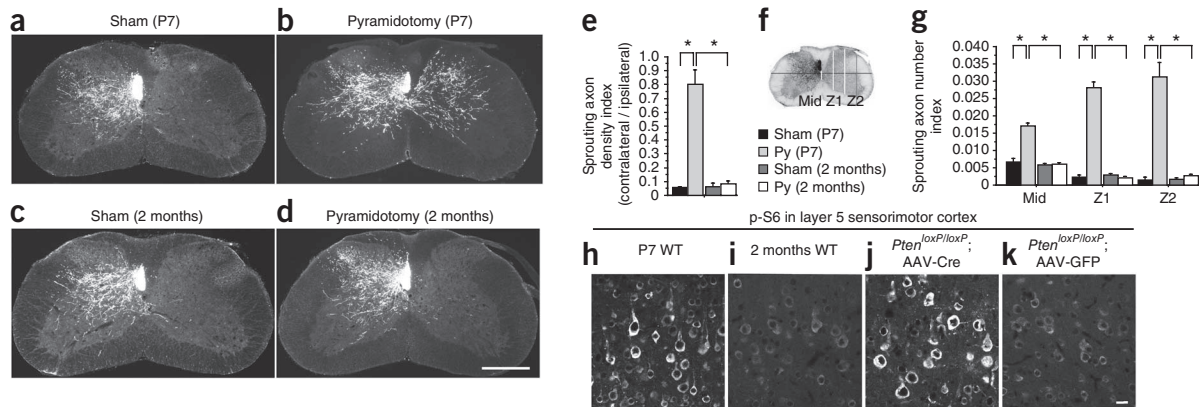 a
Sham (P7)
b
Pyramidotomy (P7)
c
Sham (2 months)
d
Pyramidotomy (2 months)
e
Sprouting axon
density index
(contralateral / ipsilateral)
1.0
0.9
0.8
0.7
0.6
0.5
0.4
0.3
0.2
0.1
0
* *
f
Mid Z1 Z2
Sham (P7)
Py (P7)
Sham (2 months)
Py (2 months)
g
Sprouting axon number
index
0.040
0.035
0.030
0.025
0.020
0.015
0.010
0.005
0
* * * * * *
Mid Z1 Z2
p-S6 in layer 5 sensorimotor cortex
h
P7 WT
i
2 months WT
j
Pten loxP/loxP;
AAV-Cre
k
Pten loxP/loxP;
AAV-GFP